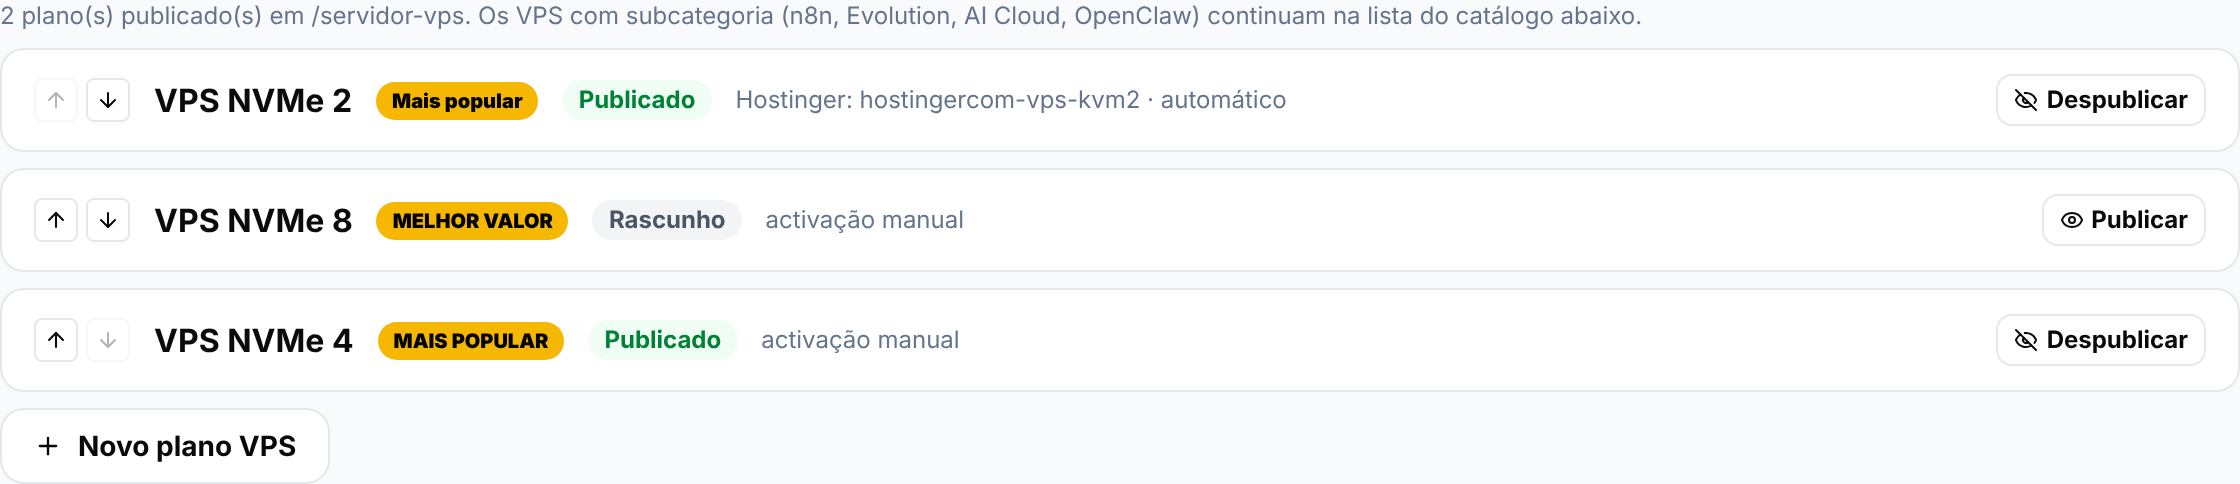 2 plano(s) publicado(s) em /servidor-vps. Os VPS com subcategoria (n8n, Evolution, AI Cloud, OpenClaw) continuam na lista do catálogo abaixo.
VPS NVMe 2 Mais popular Publicado Hostinger: hostingercom-vps-kvm2 · automático Despublicar
VPS NVMe 8 MELHOR VALOR Rascunho activação manual Publicar
VPS NVMe 4 MAIS POPULAR Publicado activação manual Despublicar
+ Novo plano VPS